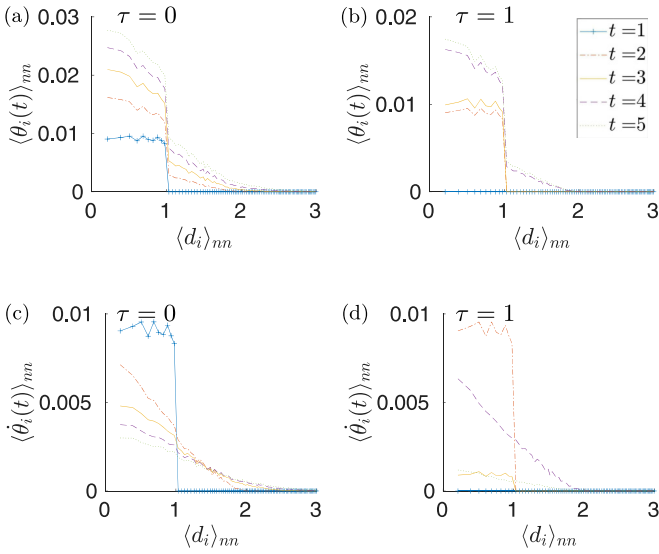 (a) τ = 0
0.03
0.02
0.01
0
⟨θ_i(t)⟩_nn
0 1 2 3
⟨d_i⟩_nn
(b) τ = 1
0.02
0.01
0
⟨θ_i(t)⟩_nn
0 1 2 3
⟨d_i⟩_nn
t =1
t =2
t =3
t =4
t =5
(c) τ = 0
0.01
0.005
0
⟨θ̇_i(t)⟩_nn
0 1 2 3
⟨d_i⟩_nn
(d) τ = 1
0.01
0.005
0
⟨θ̇_i(t)⟩_nn
0 1 2 3
⟨d_i⟩_nn